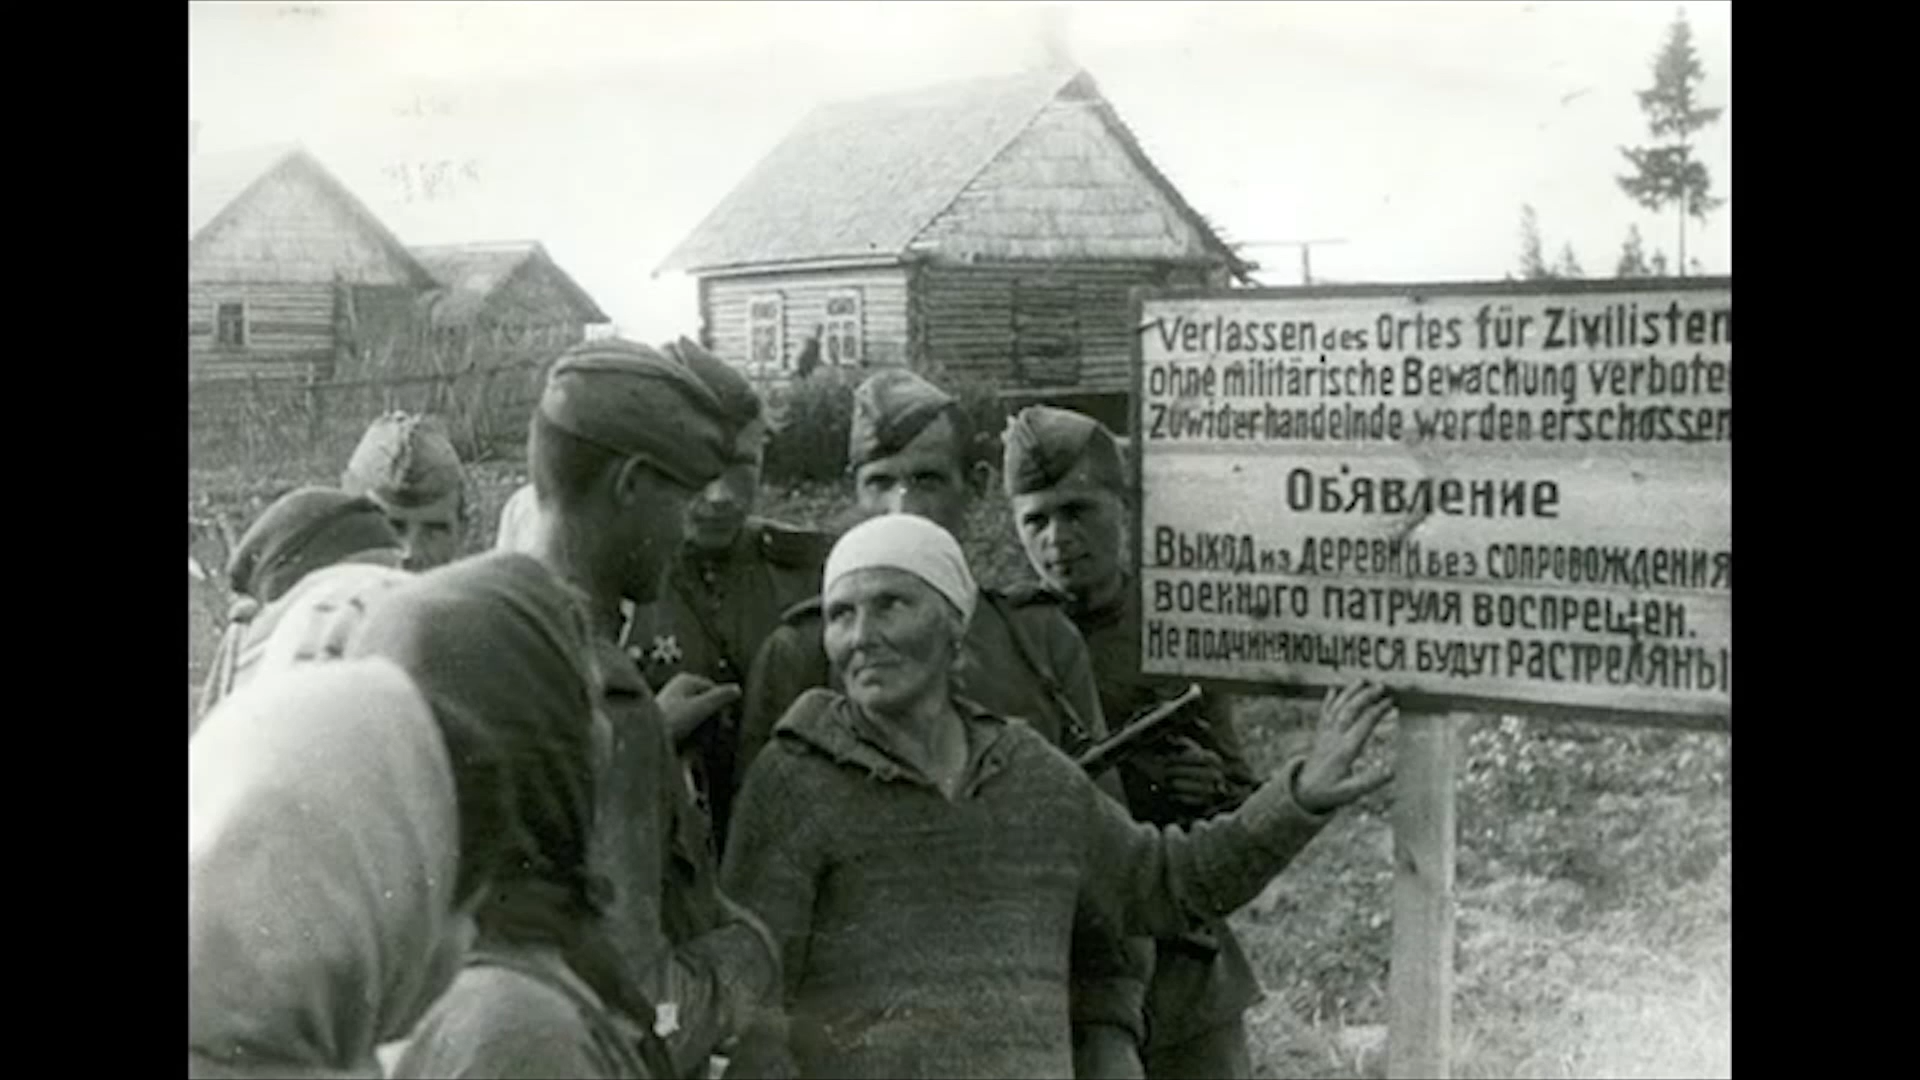 Verlassen des Ortes für Zivilisten
ohne militärische Bewachung verboten
Zuwiderhandelnde werden erschossen
Объявление
Выход из деревни без сопровождения
военного патруля воспрещен.
Не подчиняющиеся будут расстреляны